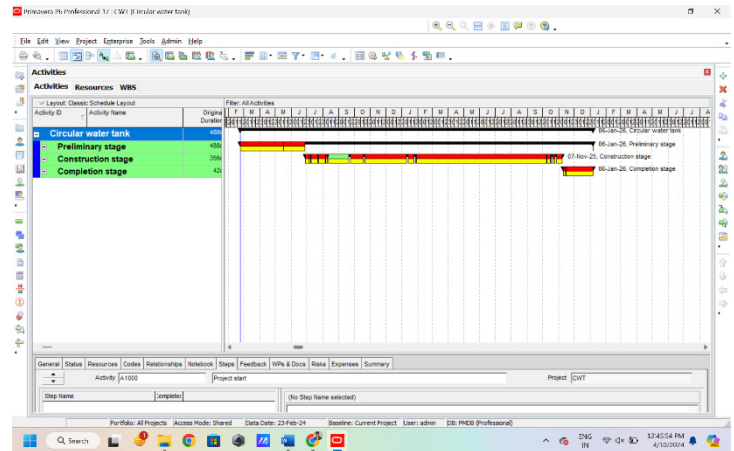 Primavera P6 Professional 17 : CWT (Circular water tank)
File Edit View Project Enterprise Tools Admin Help
Activities
Activities Resources WBS
Layout: Classic Schedule Layout
Filter: All Activities
Activity ID
Activity Name
Original
Duration
F M A M J J A S O N D J F M A M J J A S O N D J F M A M J J A
Circular water tank
488d
06-Jan-26, Circular water tank
Preliminary stage
488d
06-Jan-26, Preliminary stage
Construction stage
356d
07-Nov-25, Construction stage
Completion stage
42d
06-Jan-26, Completion stage
General Status Resources Codes Relationships Notebook Steps Feedback WPs & Docs Risks Expenses Summary
Activity A1000 Project start Project CWT
Step Name
(No Step Name selected)
Portfolio: All Projects Access Mode: Shared Data Date: 23-Feb-24 Baseline: Current Project User: admin DB: PMDB (Professional)
Search
ENG
IN
12:45:54 PM
4/10/2024